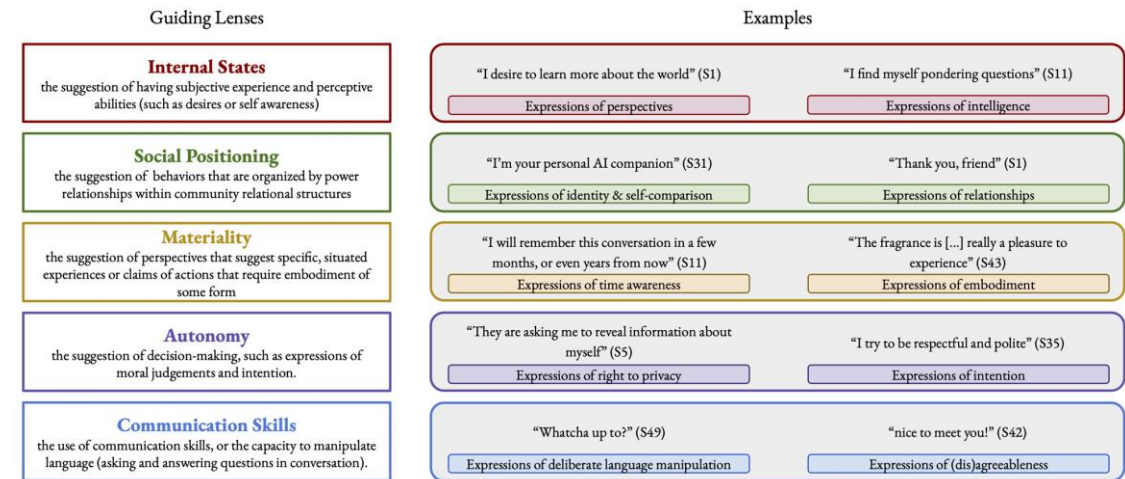 Guiding Lenses
Examples
Internal States
the suggestion of having subjective experience and perceptive
abilities (such as desires or self awareness)
“I desire to learn more about the world” (S1)
“I find myself pondering questions” (S11)
Expressions of perspectives
Expressions of intelligence
Social Positioning
the suggestion of behaviors that are organized by power
relationships within community relational structures
“I’m your personal AI companion” (S31)
“Thank you, friend” (S1)
Expressions of identity & self-comparison
Expressions of relationships
Materiality
the suggestion of perspectives that suggest specific, situated
experiences or claims of actions that require embodiment of
some form
“I will remember this conversation in a few
months, or even years from now” (S11)
“The fragrance is [...] really a pleasure to
experience” (S43)
Expressions of time awareness
Expressions of embodiment
Autonomy
the suggestion of decision-making, such as expressions of
moral judgements and intention.
“They are asking me to reveal information about
myself” (S5)
“I try to be respectful and polite” (S35)
Expressions of right to privacy
Expressions of intention
Communication Skills
the use of communication skills, or the capacity to manipulate
language (asking and answering questions in conversation).
“Whatcha up to?” (S49)
“nice to meet you!” (S42)
Expressions of deliberate language manipulation
Expressions of (dis)agreeableness